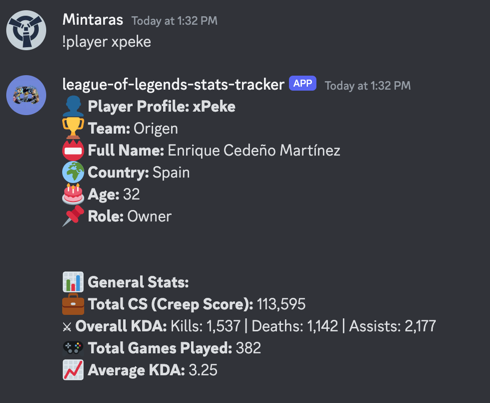 Mintaras Today at 1:32 PM
!player xpeke
league-of-legends-stats-tracker APP Today at 1:32 PM
Player Profile: xPeke
Team: Origen
Full Name: Enrique Cedeño Martínez
Country: Spain
Age: 32
Role: Owner
General Stats:
Total CS (Creep Score): 113,595
Overall KDA: Kills: 1,537 | Deaths: 1,142 | Assists: 2,177
Total Games Played: 382
Average KDA: 3.25